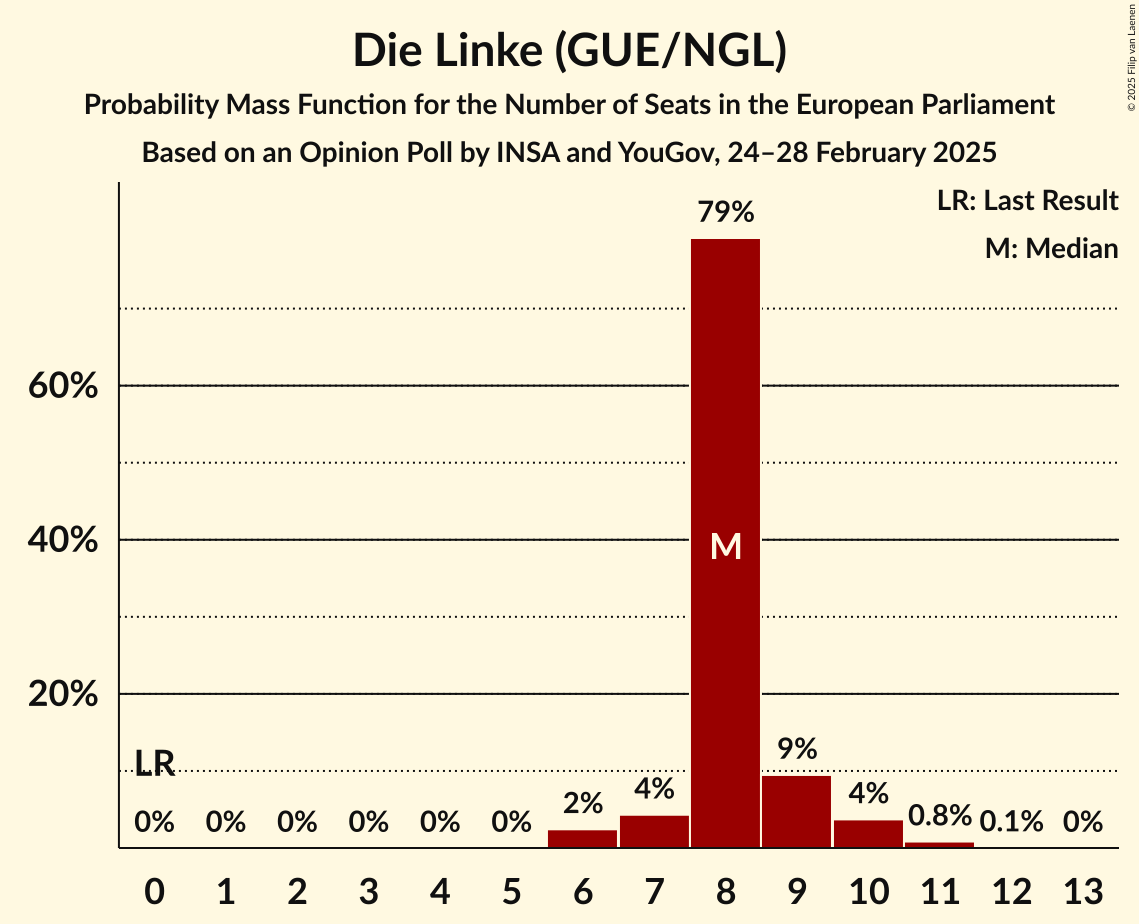 Die Linke (GUE/NGL)
Probability Mass Function for the Number of Seats in the European Parliament
Based on an Opinion Poll by INSA and YouGov, 24–28 February 2025
© 2025 Filip van Laenen
LR: Last Result
M: Median
79%
60%
40%
M
20%
LR
0% 0% 0% 0% 0% 0% 2% 4% 9% 4% 0.8% 0.1% 0%
0 1 2 3 4 5 6 7 8 9 10 11 12 13